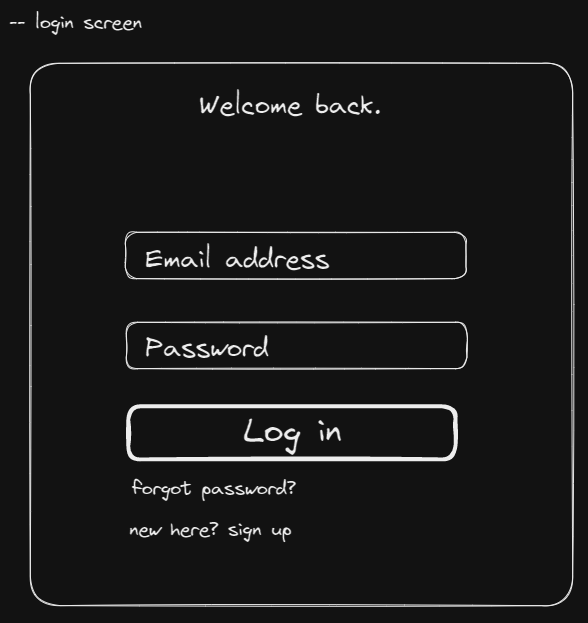 -- login screen
Welcome back.
Email address
Password
Log in
forgot password?
new here? sign up